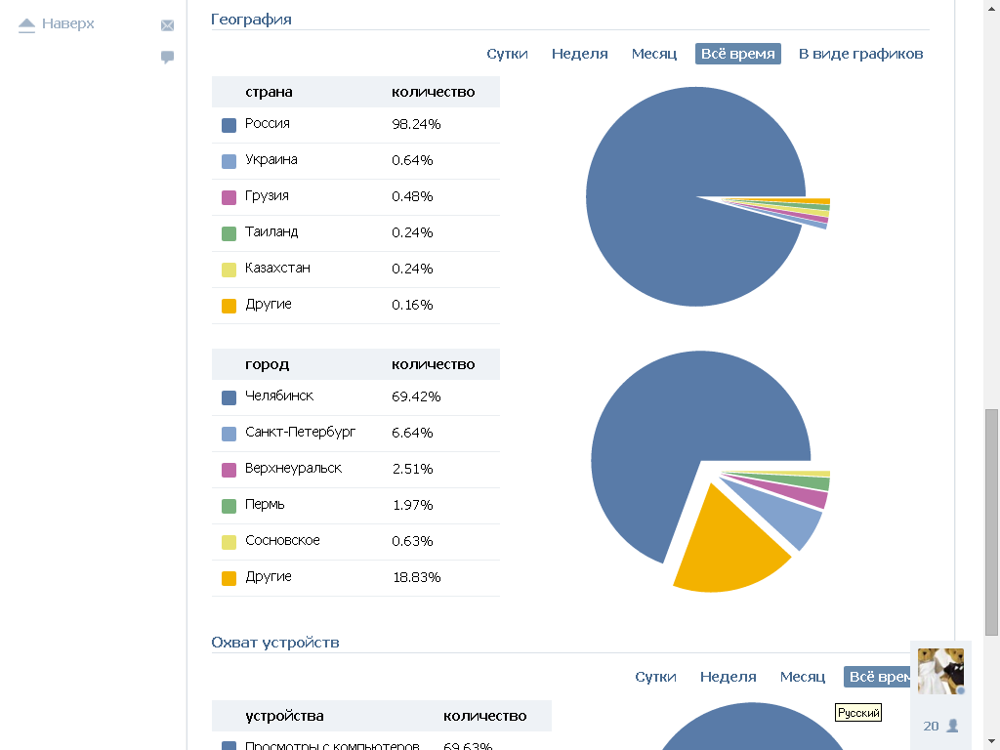 Наверх
География
Сутки Неделя Месяц Всё время В виде графиков
страна количество
Россия 98.24%
Украина 0.64%
Грузия 0.48%
Таиланд 0.24%
Казахстан 0.24%
Другие 0.16%
город количество
Челябинск 69.42%
Санкт-Петербург 6.64%
Верхнеуральск 2.51%
Пермь 1.97%
Сосновское 0.63%
Другие 18.83%
Охват устройств
Сутки Неделя Месяц Всё врем
Русский
устройства количество
20
Просмотры с компьютеров 69.63%